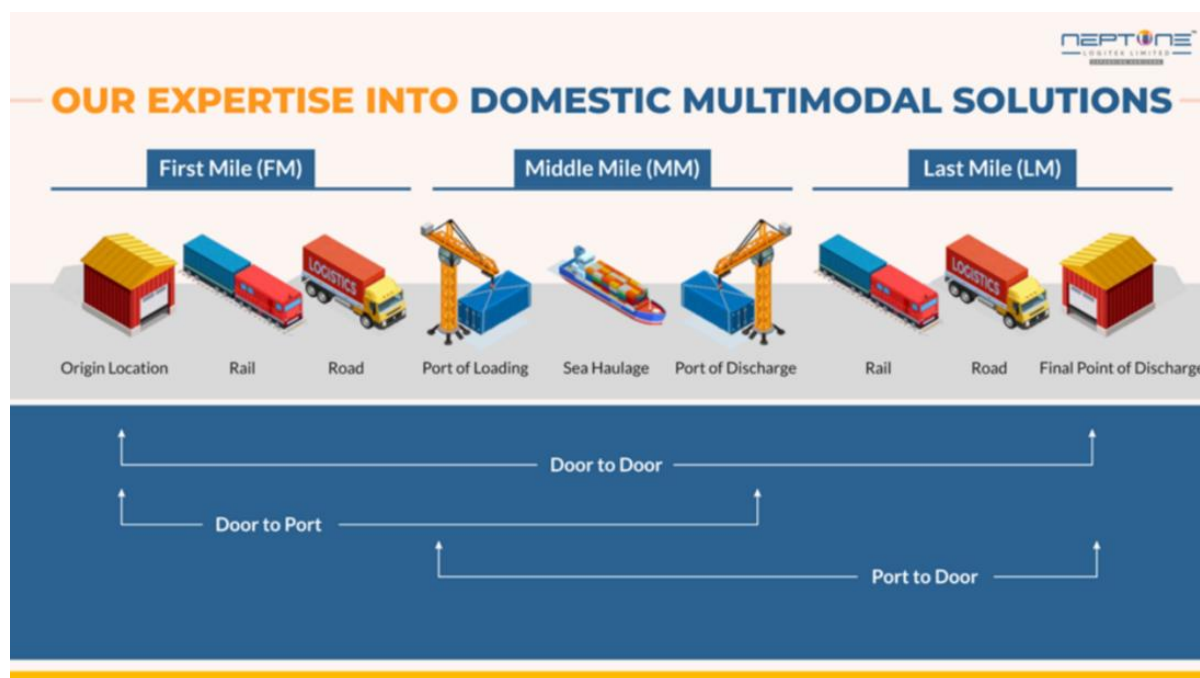 NEPTUNE
LOGITEK LIMITED
OUR EXPERTISE INTO DOMESTIC MULTIMODAL SOLUTIONS
First Mile (FM)
Middle Mile (MM)
Last Mile (LM)
LOGISTICS
LOGISTICS
Origin Location
Rail
Road
Port of Loading
Sea Haulage
Port of Discharge
Rail
Road
Final Point of Discharge
Door to Door
Door to Port
Port to Door